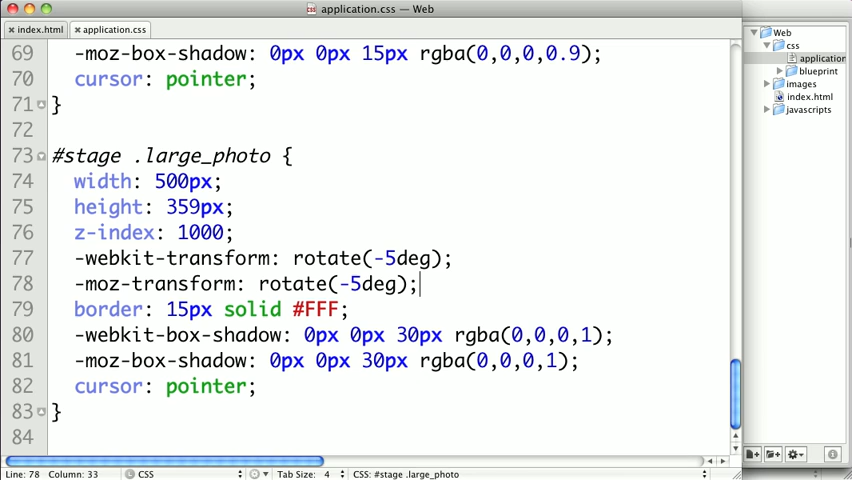 application.css — Web
index.html
application.css
69 -moz-box-shadow: 0px 0px 15px rgba(0,0,0,0.9);
70 cursor: pointer;
71 }
72
73 #stage .large_photo {
74 width: 500px;
75 height: 359px;
76 z-index: 1000;
77 -webkit-transform: rotate(-5deg);
78 -moz-transform: rotate(-5deg);
79 border: 15px solid #FFF;
80 -webkit-box-shadow: 0px 0px 30px rgba(0,0,0,1);
81 -moz-box-shadow: 0px 0px 30px rgba(0,0,0,1);
82 cursor: pointer;
83 }
84
Line: 78 Column: 33 CSS Tab Size: 4 CSS: #stage .large_photo
Web
css
application
blueprint
images
index.html
javascripts